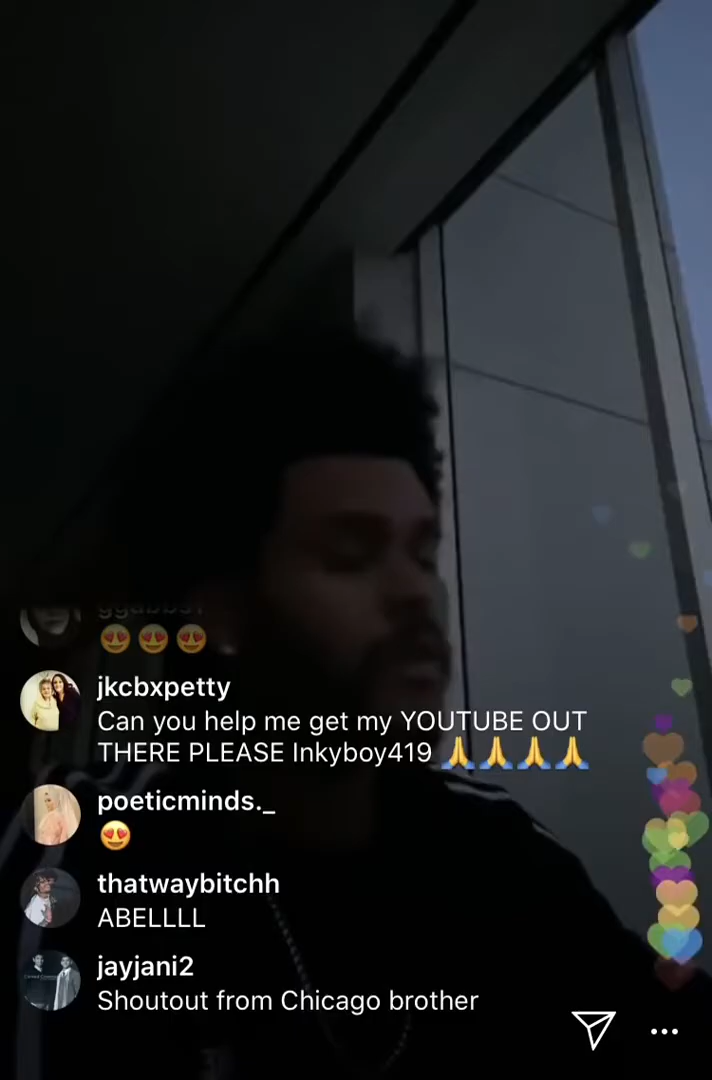 😍😍😍
jkcbxpetty
Can you help me get my YOUTUBE OUT
THERE PLEASE Inkyboy419 🙏🙏🙏🙏
poeticminds._
😍
thatwaybitchh
ABELLLL
jayjani2
Shoutout from Chicago brother